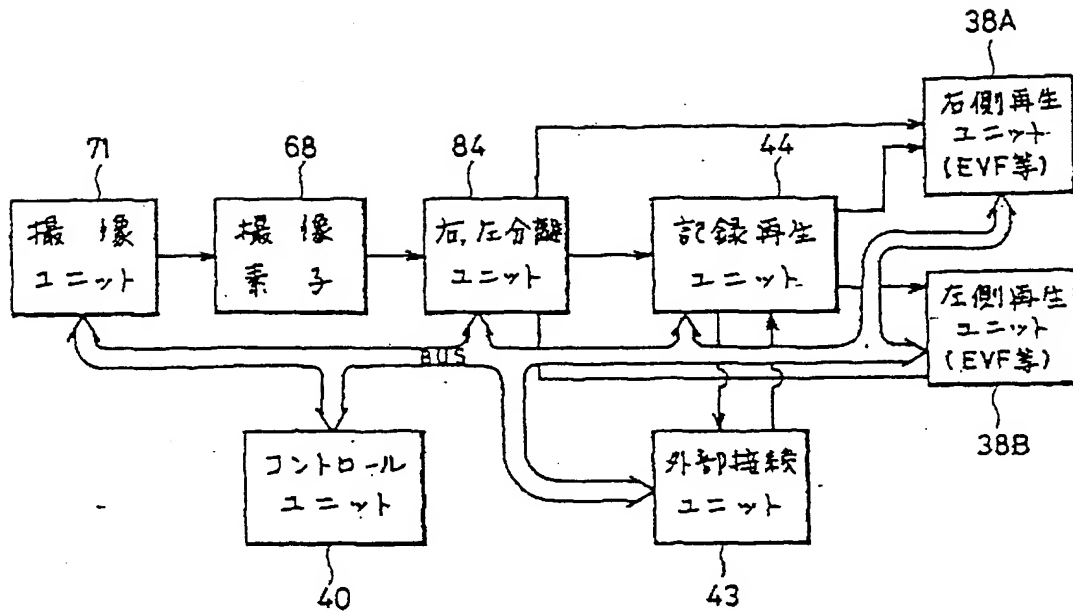 38A
右側再生
ユニット
(EVF等)
71
68
84
44
撮像
ユニット
撮像
素子
右,左分離
ユニット
記録再生
ユニット
左側再生
ユニット
(EVF等)
BUS
38B
コントロール
ユニット
外部接続
ユニット
40
43